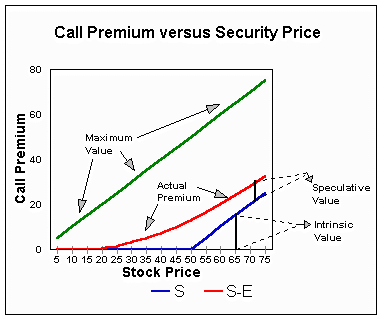 Call Premium versus Security Price
Call Premium
80
60
40
20
0
Maximum
Value
Actual
Premium
Speculative
Value
Intrinsic
Value
5 10 15 20 25 30 35 40 45 50 55 60 65 70 75
Stock Price
S S-E